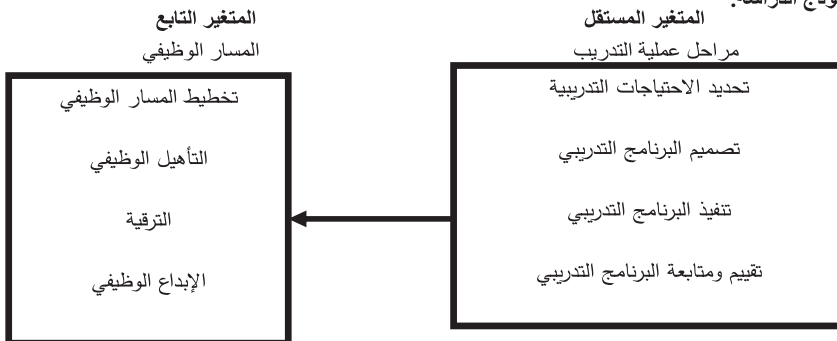 الدراسة:
المتغير المستقل
مراحل عملية التدريب
تحديد الاحتياجات التدريبية
تصميم البرنامج التدريبي
تنفيذ البرنامج التدريبي
تقييم ومتابعة البرنامج التدريبي
المتغير التابع
المسار الوظيفي
تخطيط المسار الوظيفي
التأهيل الوظيفي
الترقية
الإبداع الوظيفي